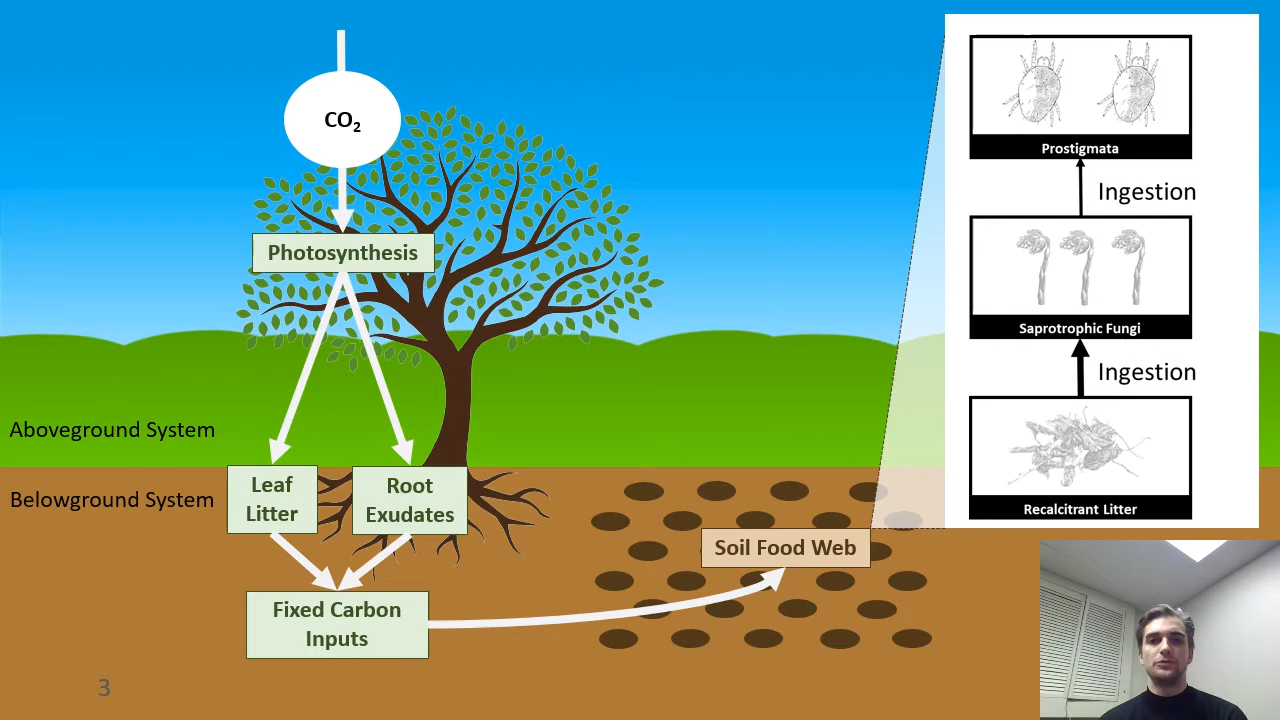 CO₂
Photosynthesis
Aboveground System
Belowground System
Leaf
Litter
Root
Exudates
Fixed Carbon
Inputs
Soil Food Web
Prostigmata
Ingestion
Saprotrophic Fungi
Ingestion
Recalcitrant Litter
3